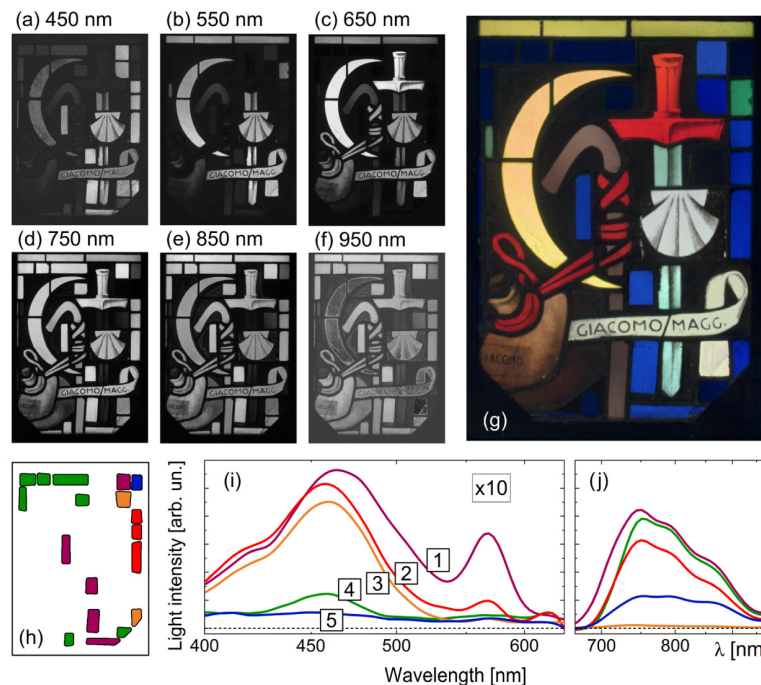 (a) 450 nm
(b) 550 nm
(c) 650 nm
GIACOMO/MAGG.
GIACOMO/MAGG.
GIACOMO/MAGG.
(d) 750 nm
(e) 850 nm
(f) 950 nm
GIACOMO/MAGG.
GIACOMO/MAGG.
GIACOMO/MAGG.
GIACOMO/MAGG.
IACOMO
(g)
(h)
(i)
x10
1
2
3
4
5
Light intensity [arb. un.]
400
500
600
Wavelength [nm]
(j)
700
800
λ [nm]